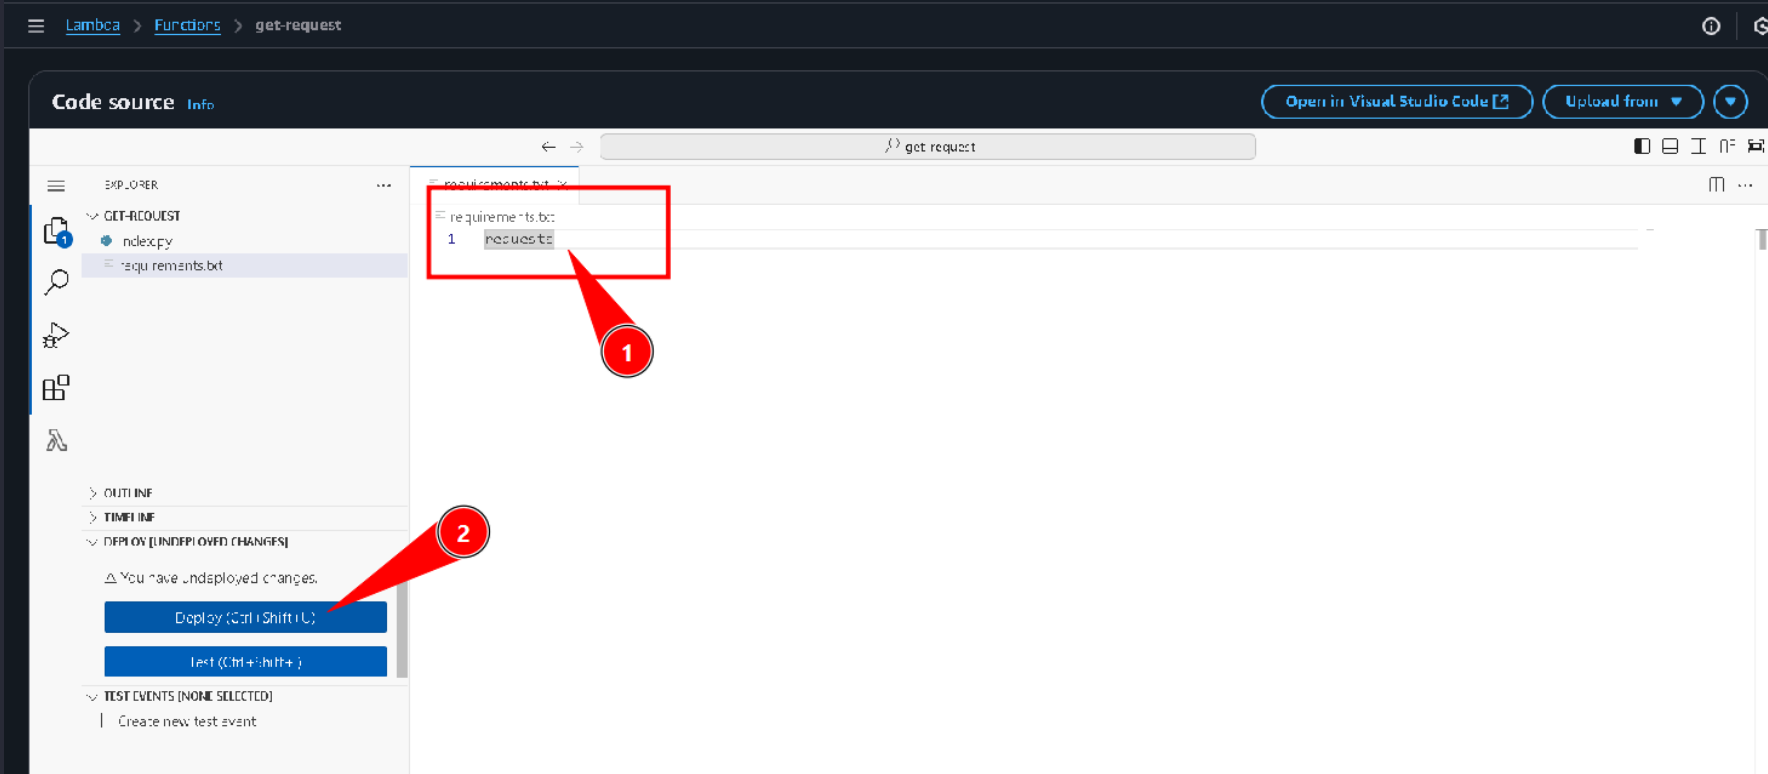 Lambda > Functions > get-request
Code source Info
Open in Visual Studio Code
Upload from
get-request
EXPLORER
requirements.txt
GET-REQUEST
requirements.txt
index.py
1 requests
requirements.txt
1
OUTLINE
TIMELINE
2
DEPLOY [UNDEPLOYED CHANGES]
You have undeployed changes.
Deploy (Ctrl+Shift+U)
Test (Ctrl+Shift+I)
TEST EVENTS [NONE SELECTED]
Create new test event